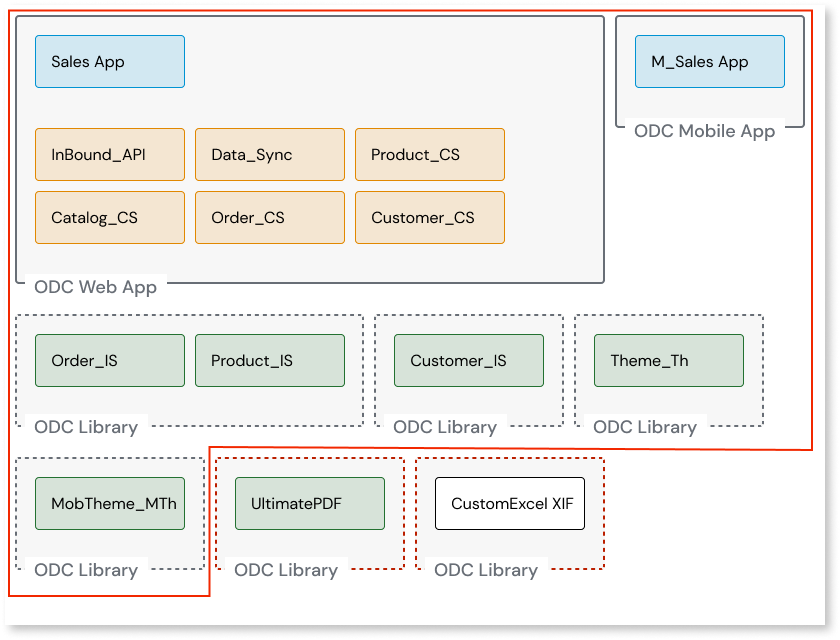 Sales App
M_Sales App
InBound_API
Data_Sync
Product_CS
ODC Mobile App
Catalog_CS
Order_CS
Customer_CS
ODC Web App
Order_IS
Product_IS
Customer_IS
Theme_Th
ODC Library
ODC Library
ODC Library
MobTheme_MTh
UltimatePDF
CustomExcel XIF
ODC Library
ODC Library
ODC Library